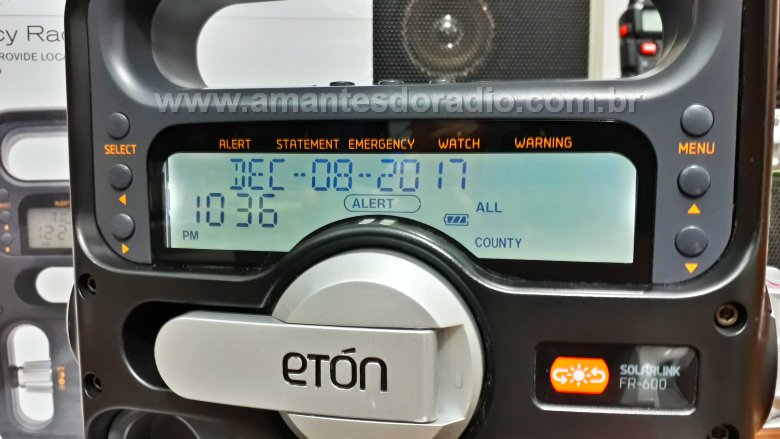 cy Rad
PROVIDE LOCA
www.amantesdoradio.com.br
ALERT STATEMENT EMERGENCY WATCH WARNING
SELECT
MENU
DEC-08-2017
1036
PM
ALERT
ALL
COUNTY
etón
SOLARLINK
FR-600